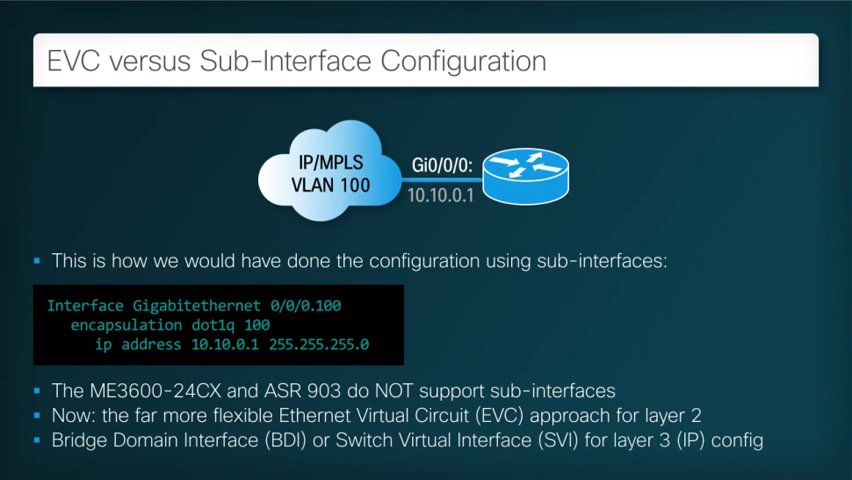 EVC versus Sub-Interface Configuration
IP/MPLS
VLAN 100
Gi0/0/0:
10.10.0.1
This is how we would have done the configuration using sub-interfaces:
Interface Gigabitethernet 0/0/0.100
encapsulation dot1q 100
ip address 10.10.0.1 255.255.255.0
The ME3600-24CX and ASR 903 do NOT support sub-interfaces
Now: the far more flexible Ethernet Virtual Circuit (EVC) approach for layer 2
Bridge Domain Interface (BDI) or Switch Virtual Interface (SVI) for layer 3 (IP) config